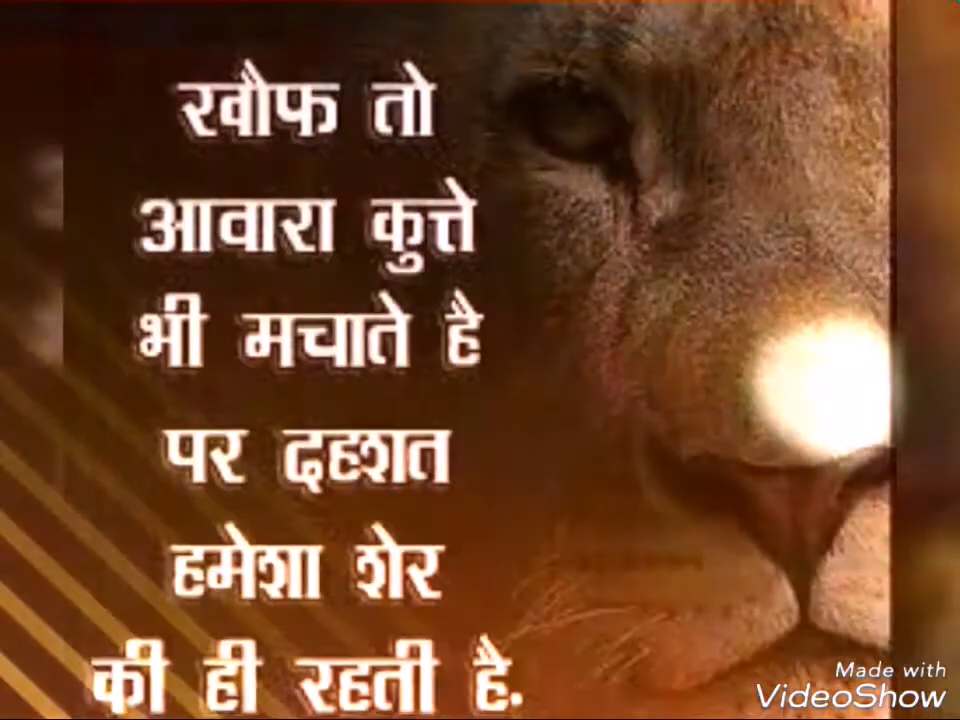 खौफ तो
आवारा कुत्ते
भी मचाते है
पर दहशत
हमेशा शेर
की ही रहती है.
Made with
VideoShow